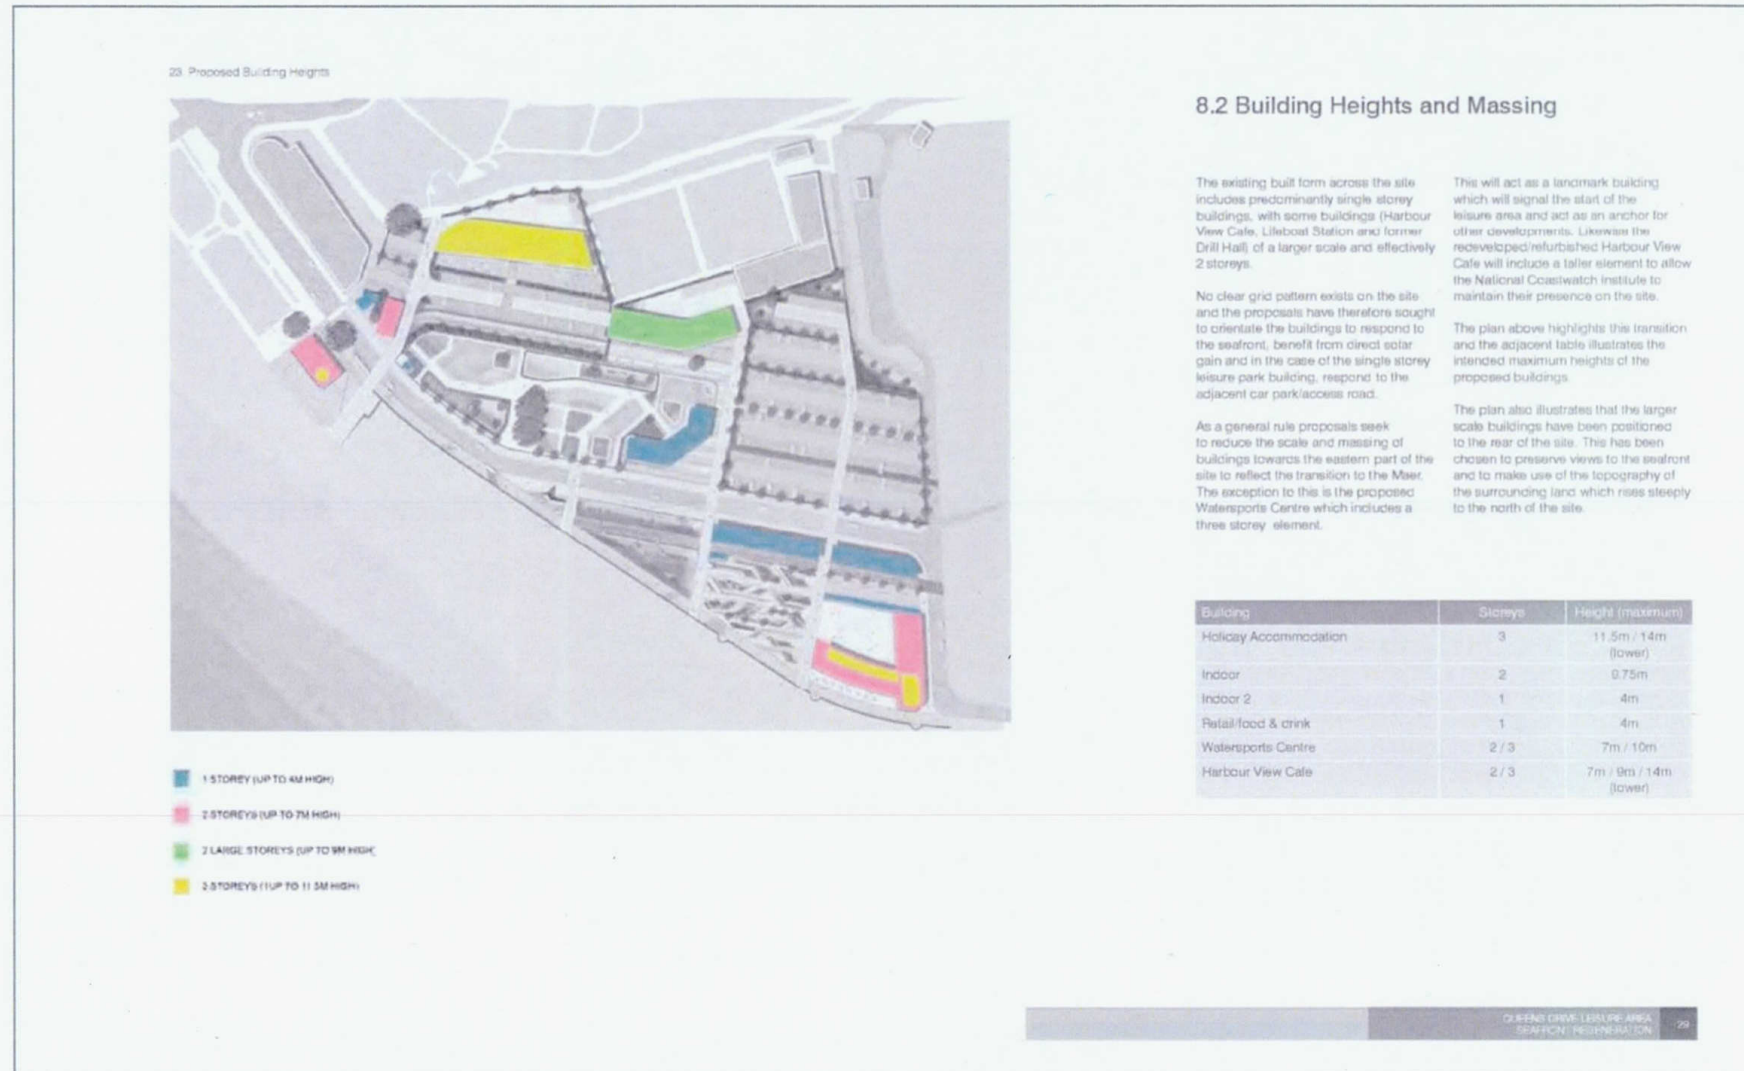 23. Proposed Building Heights
8.2 Building Heights and Massing
The existing built form across the site
includes predominantly single storey
buildings, with some buildings (Harbour
View Cafe, Lifeboat Station and former
Drill Hall) of a larger scale and effectively
2 storeys.
No clear grid pattern exists on the site
and the proposals have therefore sought
to orientate the buildings to respond to
the seafront, benefit from direct solar
gain and in the case of the single storey
leisure park building, respond to the
adjacent car park/access road.
As a general rule proposals seek
to reduce the scale and massing of
buildings towards the eastern part of the
site to reflect the transition to the Maer.
The exception to this is the proposed
Watersports Centre which includes a
three storey element.
This will act as a landmark building
which will signal the start of the
leisure area and act as an anchor for
other developments. Likewise the
redeveloped/refurbished Harbour View
Cafe will include a taller element to allow
the National Coastwatch Institute to
maintain their presence on the site.
The plan above highlights this transition
and the adjacent table illustrates the
intended maximum heights of the
proposed buildings.
The plan also illustrates that the larger
scale buildings have been positioned
to the rear of the site. This has been
chosen to preserve views to the seafront
and to make use of the topography of
the surrounding land which rises steeply
to the north of the site.
Building Storeys Height (maximum)
Holiday Accommodation 3 11.5m / 14m
(lower)
Indoor 2 9.75m
Indoor 2 1 4m
Retail/food & drink 1 4m
Watersports Centre 2 / 3 7m / 10m
Harbour View Cafe 2 / 3 7m / 9m / 14m
(lower)
1 STOREY (UP TO 4M HIGH)
2 STOREYS (UP TO 7M HIGH)
2 LARGE STOREYS (UP TO 9M HIGH)
3 STOREYS (1UP TO 11.5M HIGH)
QUEENS DRIVE LEISURE AREA
SEAFRONT REGENERATION 29